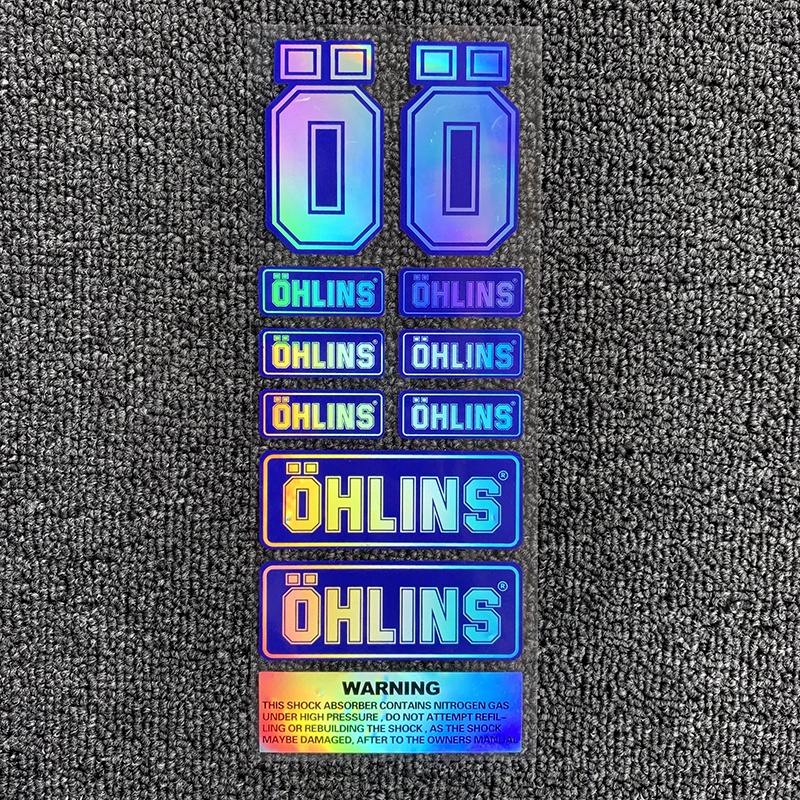 Ö Ö
ÖHLINS® ÖHLINS®
ÖHLINS® ÖHLINS®
ÖHLINS® ÖHLINS®
ÖHLINS®
ÖHLINS®
WARNING
THIS SHOCK ABSORBER CONTAINS NITROGEN GAS
UNDER HIGH PRESSURE , DO NOT ATTEMPT REFIL-
LING OR REBUILDING THE SHOCK , AS THE SHOCK
MAYBE DAMAGED, AFTER TO THE OWNERS MANUAL